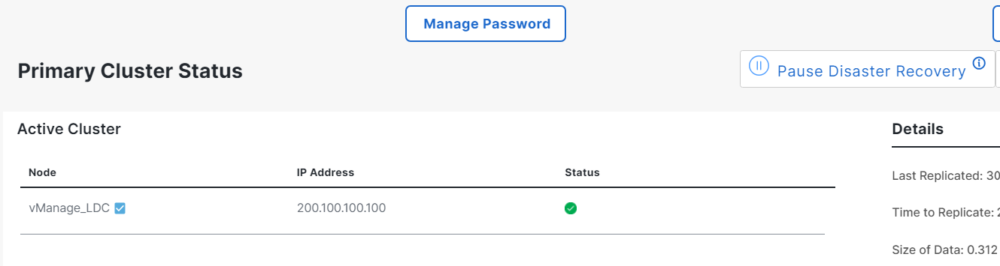 Manage Password
Primary Cluster Status
Pause Disaster Recovery
Active Cluster
Details
Node IP Address Status
vManage_LDC 200.100.100.100
Last Replicated: 30
Time to Replicate:
Size of Data: 0.312